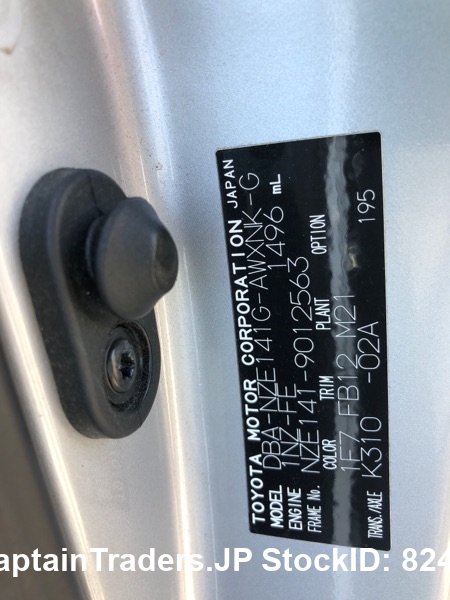 TOYOTA MOTOR CORPORATION JAPAN
MODEL DBA-NZE141G-AWXNK-G
ENGINE 1NZ-FE 1496 mL
FRAME No. NZE141-9012563
COLOR TRIM PLANT OPTION
1E7 FB12 M21 195
TRANS./AXLE K310 -02A
aptainTraders.JP StockID: 824